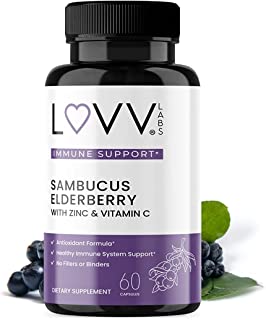 LOVV® LABS
IMMUNE SUPPORT*
SAMBUCUS
ELDERBERRY
WITH ZINC & VITAMIN C
✓ Antioxidant Formula*
✓ Healthy Immune System Support*
✓ No Fillers or Binders
DIETARY SUPPLEMENT
60
CAPSULES